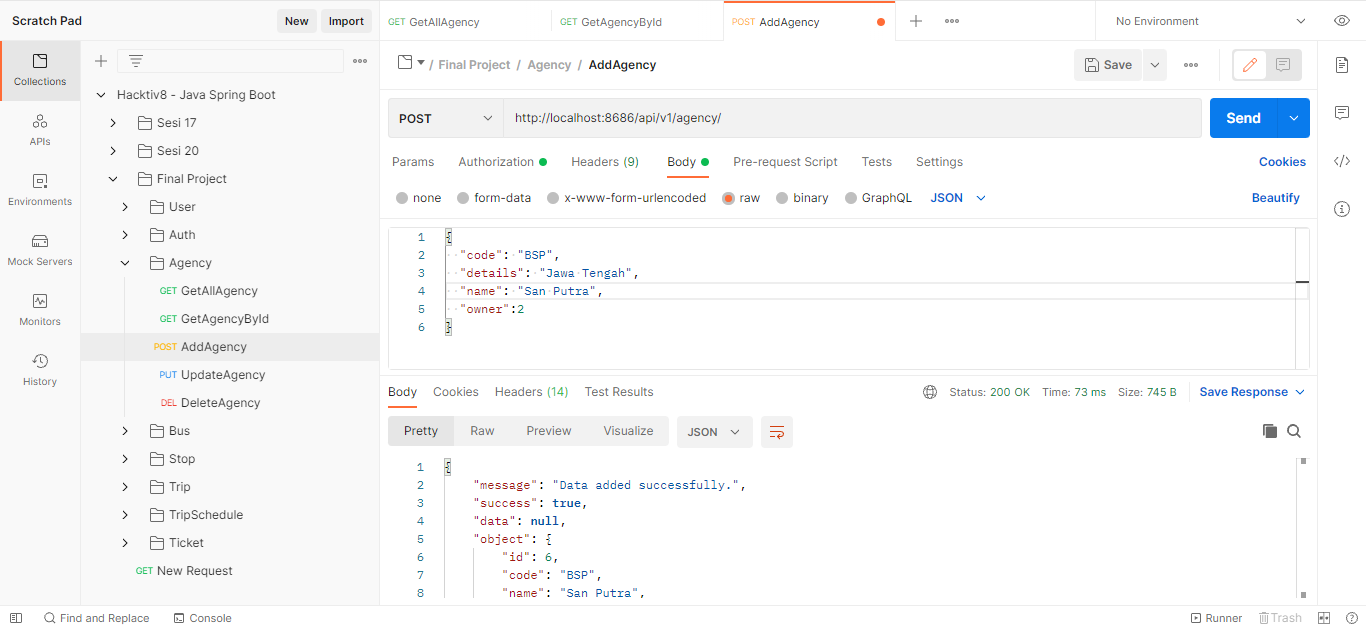 Scratch Pad
New
Import
GET GetAllAgency
GET GetAgencyById
POST AddAgency
No Environment
Collections
APIs
Environments
Mock Servers
Monitors
History
Hacktiv8 - Java Spring Boot
Sesi 17
Sesi 20
Final Project
User
Auth
Agency
GET GetAllAgency
GET GetAgencyById
POST AddAgency
PUT UpdateAgency
DEL DeleteAgency
Bus
Stop
Trip
TripSchedule
Ticket
GET New Request
/ Final Project / Agency / AddAgency
Save
POST
http://localhost:8686/api/v1/agency/
Send
Params
Authorization
Headers (9)
Body
Pre-request Script
Tests
Settings
Cookies
none
form-data
x-www-form-urlencoded
raw
binary
GraphQL
JSON
Beautify
1 {
2 "code": "BSP",
3 "details": "Jawa Tengah",
4 "name": "San Putra",
5 "owner":2
6 }
Body
Cookies
Headers (14)
Test Results
Status: 200 OK
Time: 73 ms
Size: 745 B
Save Response
Pretty
Raw
Preview
Visualize
JSON
1 {
2 "message": "Data added successfully.",
3 "success": true,
4 "data": null,
5 "object": {
6 "id": 6,
7 "code": "BSP",
8 "name": "San Putra",
Find and Replace
Console
Runner
Trash